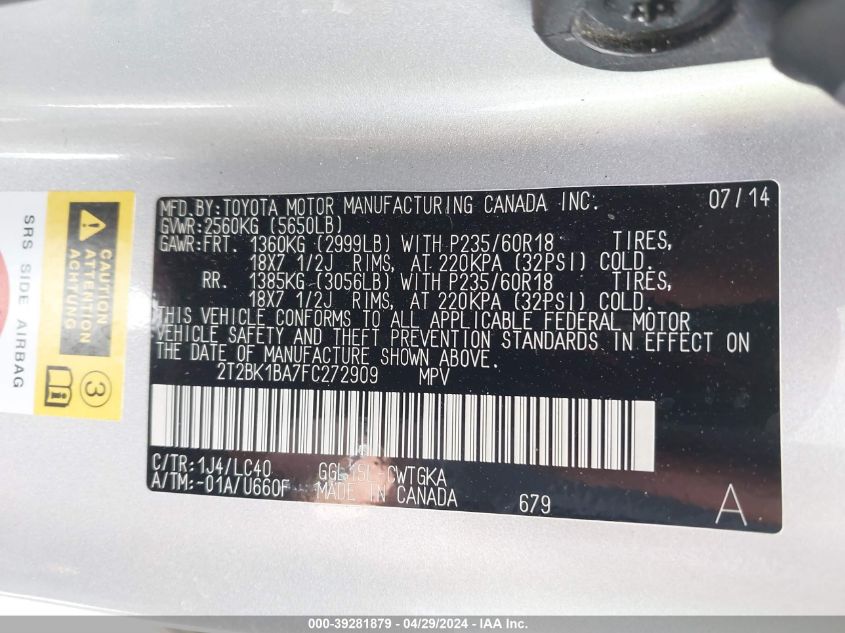 MFD. BY: TOYOTA MOTOR MANUFACTURING CANADA INC. 07/14
GVWR: 2560KG (5650LB)
GAWR: FRT. 1360KG (2999LB) WITH P235/60R18 TIRES,
18X7 1/2J RIMS, AT 220KPA (32PSI) COLD.
RR. 1385KG (3056LB) WITH P235/60R18 TIRES,
18X7 1/2J RIMS, AT 220KPA (32PSI) COLD.
THIS VEHICLE CONFORMS TO ALL APPLICABLE FEDERAL MOTOR
VEHICLE SAFETY AND THEFT PREVENTION STANDARDS IN EFFECT ON
THE DATE OF MANUFACTURE SHOWN ABOVE.
2T2BK1BA7FC272909 MPV
C/TR: 1J4/LC40
A/TM: -01A/U660F MADE IN CANADA 679 A
SRS SIDE AIRBAG
CAUTION
ATTENTION
3
000-39281879 - 04/29/2024 - IAA Inc.